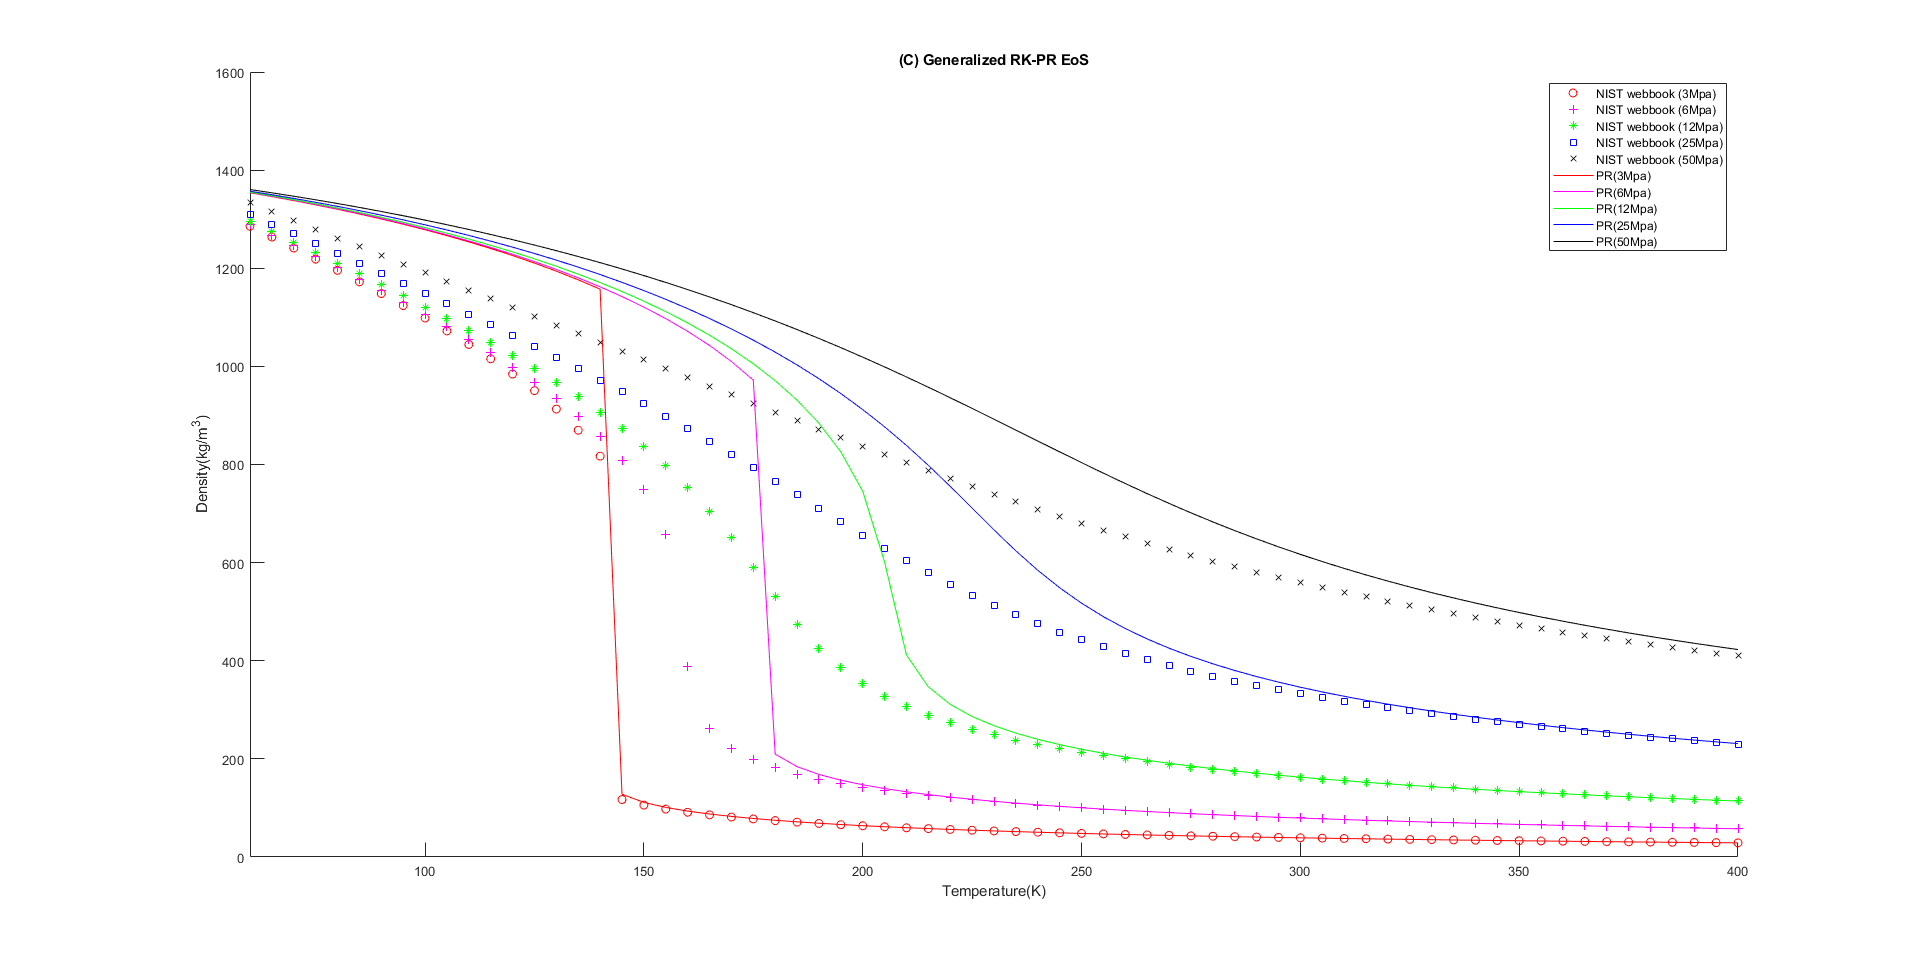 (C) Generalized RK-PR EoS
1600
1400
1200
1000
800
600
400
200
0
Density(kg/m³)
100
150
200
250
300
350
400
Temperature(K)
NIST webbook (3Mpa)
NIST webbook (6Mpa)
NIST webbook (12Mpa)
NIST webbook (25Mpa)
NIST webbook (50Mpa)
PR(3Mpa)
PR(6Mpa)
PR(12Mpa)
PR(25Mpa)
PR(50Mpa)